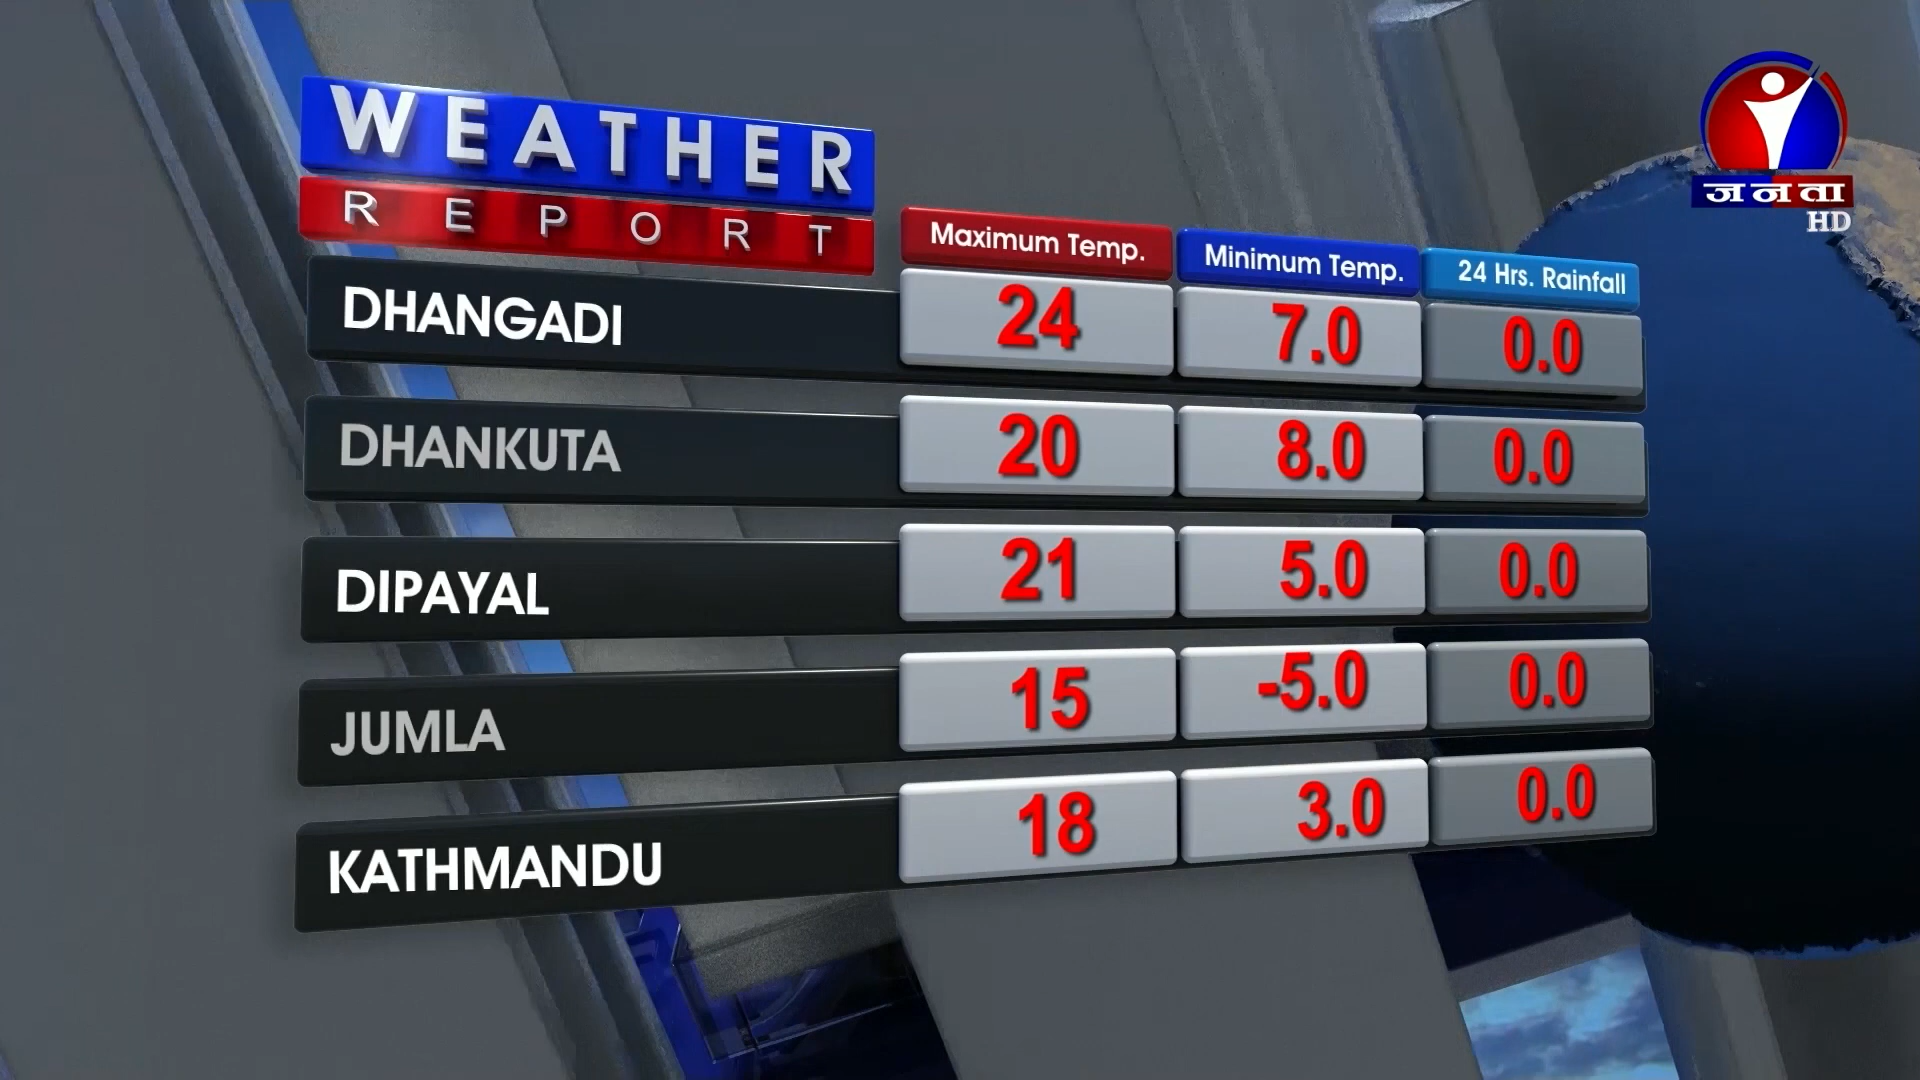 WEATHER
REPORT
जनता
HD
Maximum Temp. Minimum Temp. 24 Hrs. Rainfall
DHANGADI 24 7.0 0.0
DHANKUTA 20 8.0 0.0
DIPAYAL 21 5.0 0.0
JUMLA 15 -5.0 0.0
KATHMANDU 18 3.0 0.0